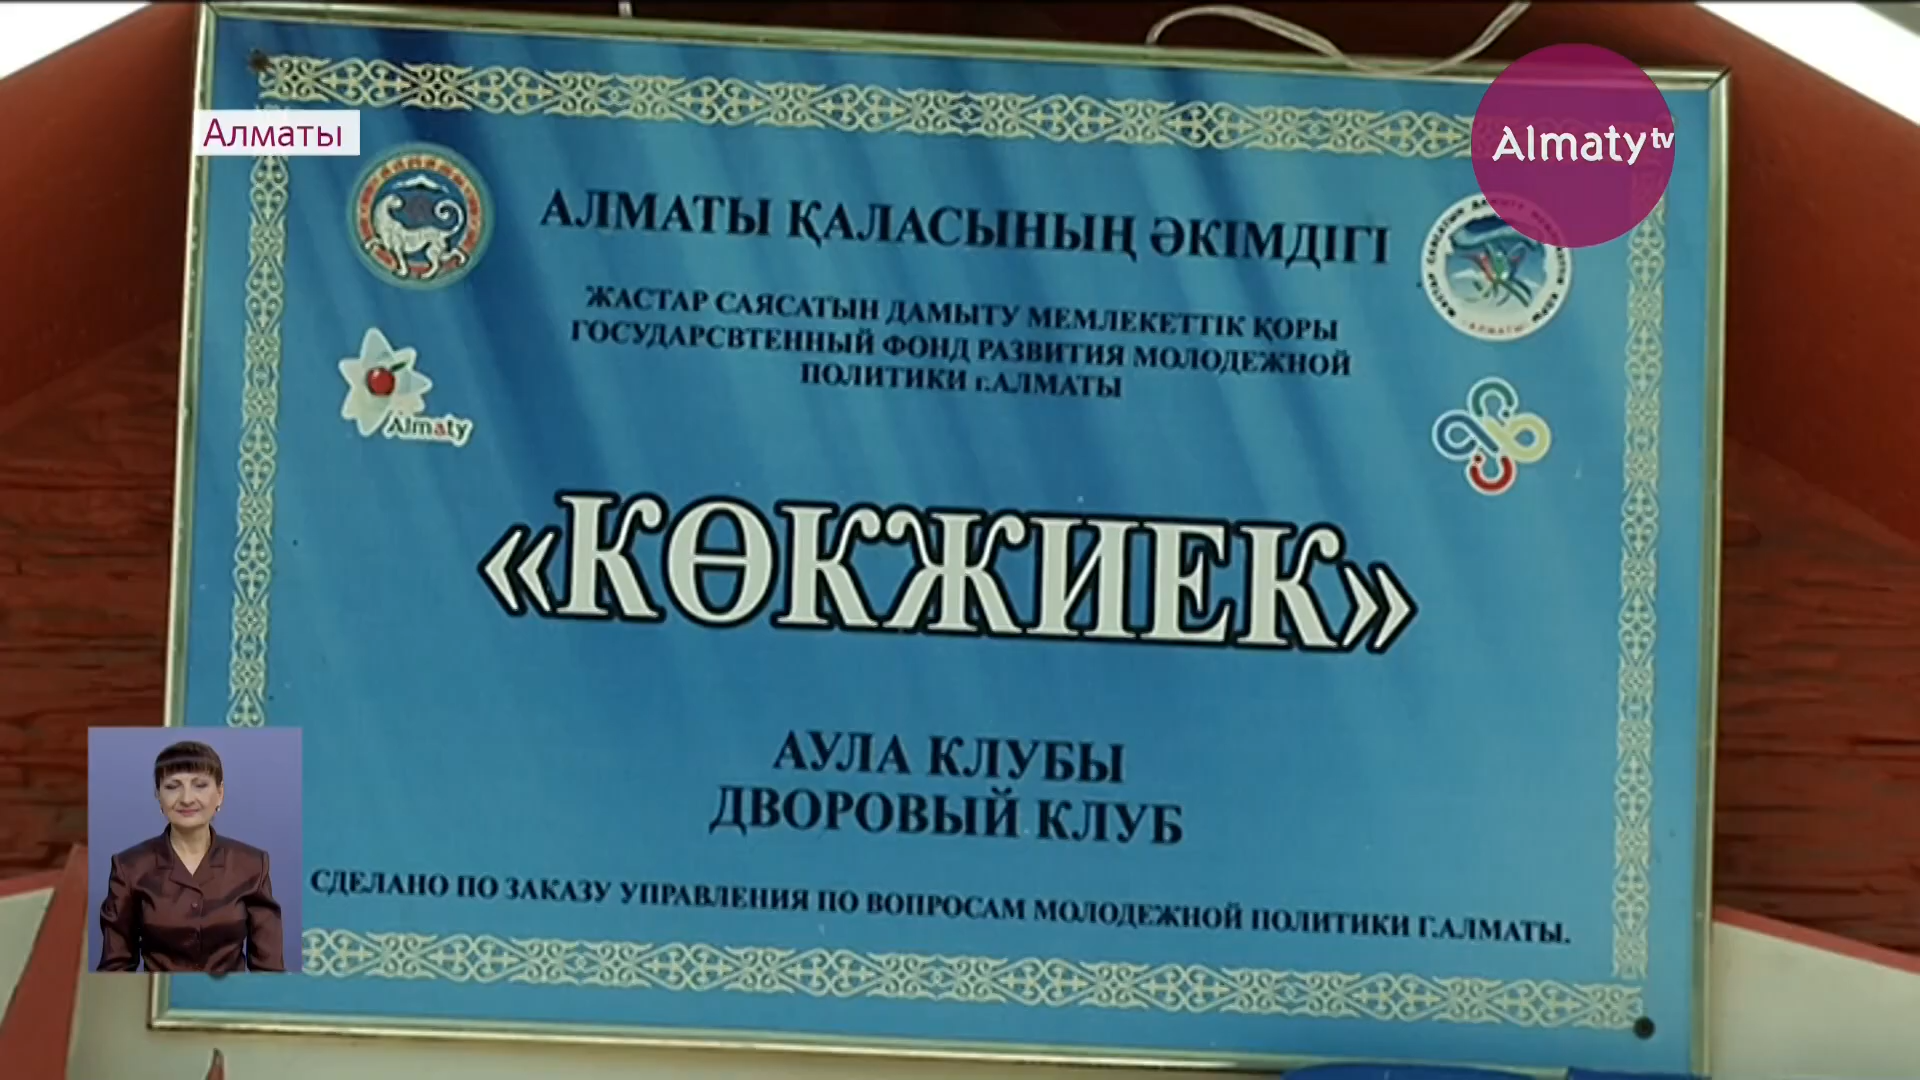 Алматы
Almaty tv
АЛМАТЫ ҚАЛАСЫНЫҢ ӘКІМДІГІ
ЖАСТАР САЯСАТЫН ДАМЫТУ МЕМЛЕКЕТТІК ҚОРЫ
ГОСУДАРСВТЕННЫЙ ФОНД РАЗВИТИЯ МОЛОДЕЖНОЙ
ПОЛИТИКИ г.АЛМАТЫ
Almaty
«КӨКЖИЕК»
АУЛА КЛУБЫ
ДВОРОВЫЙ КЛУБ
СДЕЛАНО ПО ЗАКАЗУ УПРАВЛЕНИЯ ПО ВОПРОСАМ МОЛОДЕЖНОЙ ПОЛИТИКИ Г.АЛМАТЫ.